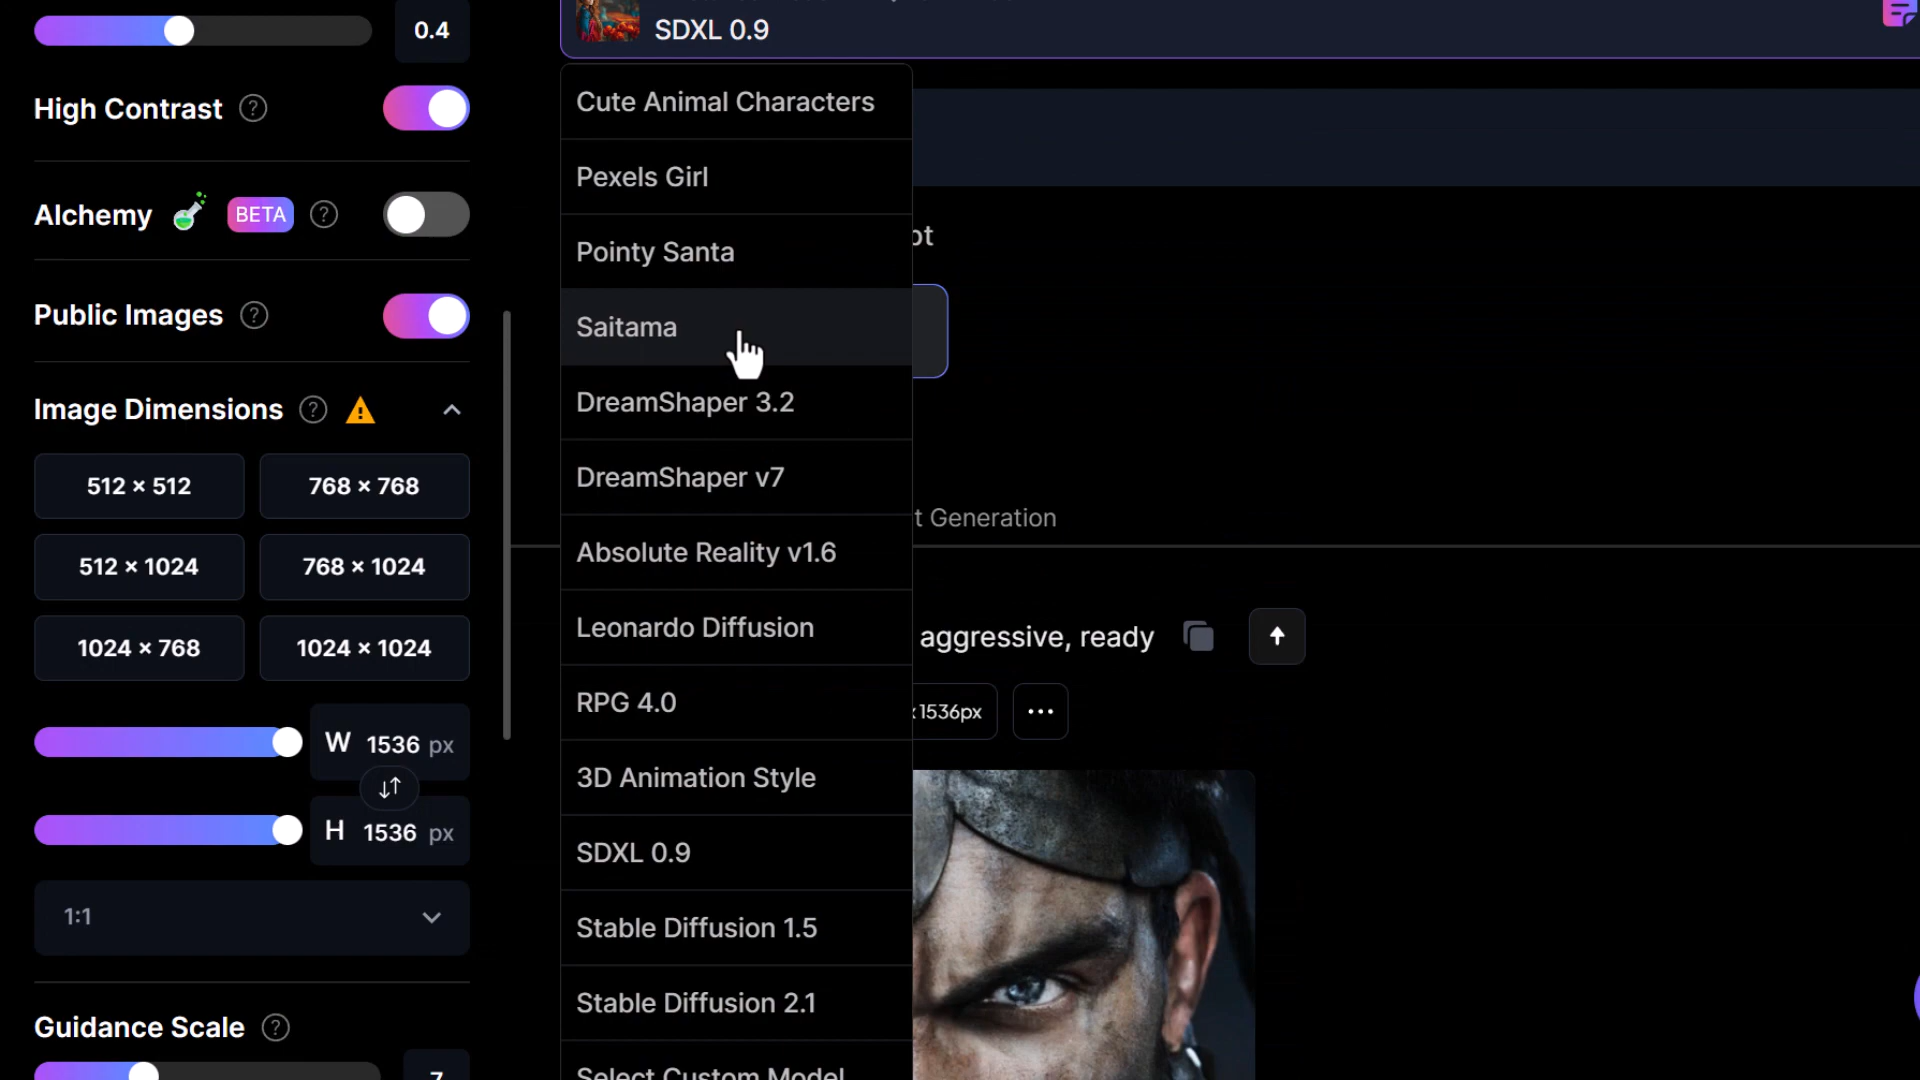 0.4
High Contrast ?
Alchemy BETA ?
Public Images ?
Image Dimensions ?
512 × 512
768 × 768
512 × 1024
768 × 1024
1024 × 768
1024 × 1024
W 1536 px
H 1536 px
1:1
Guidance Scale ?
7
SDXL 0.9
Cute Animal Characters
Pexels Girl
Pointy Santa
Saitama
DreamShaper 3.2
DreamShaper v7
Absolute Reality v1.6
Leonardo Diffusion
RPG 4.0
3D Animation Style
SDXL 0.9
Stable Diffusion 1.5
Stable Diffusion 2.1
Select Custom Model
Generation
aggressive, ready
1536px